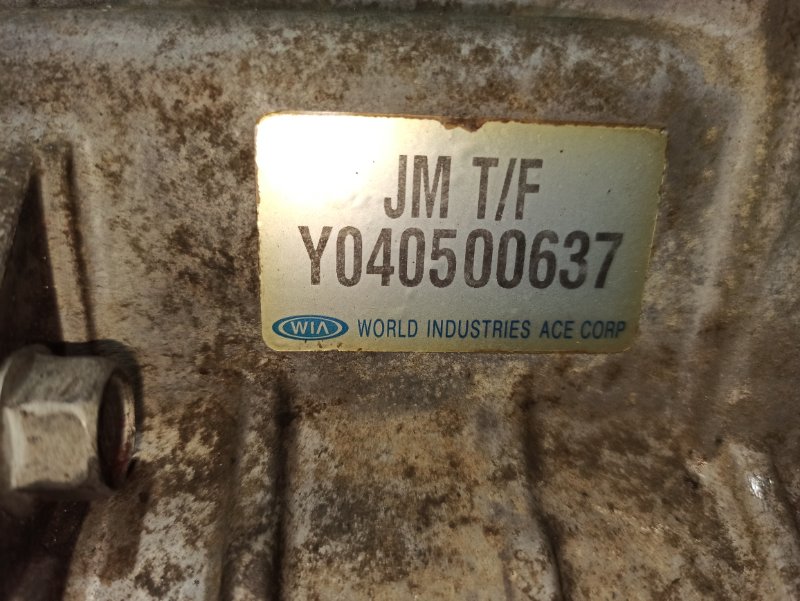 JM T/F
Y040500637
WIA WORLD INDUSTRIES ACE CORP